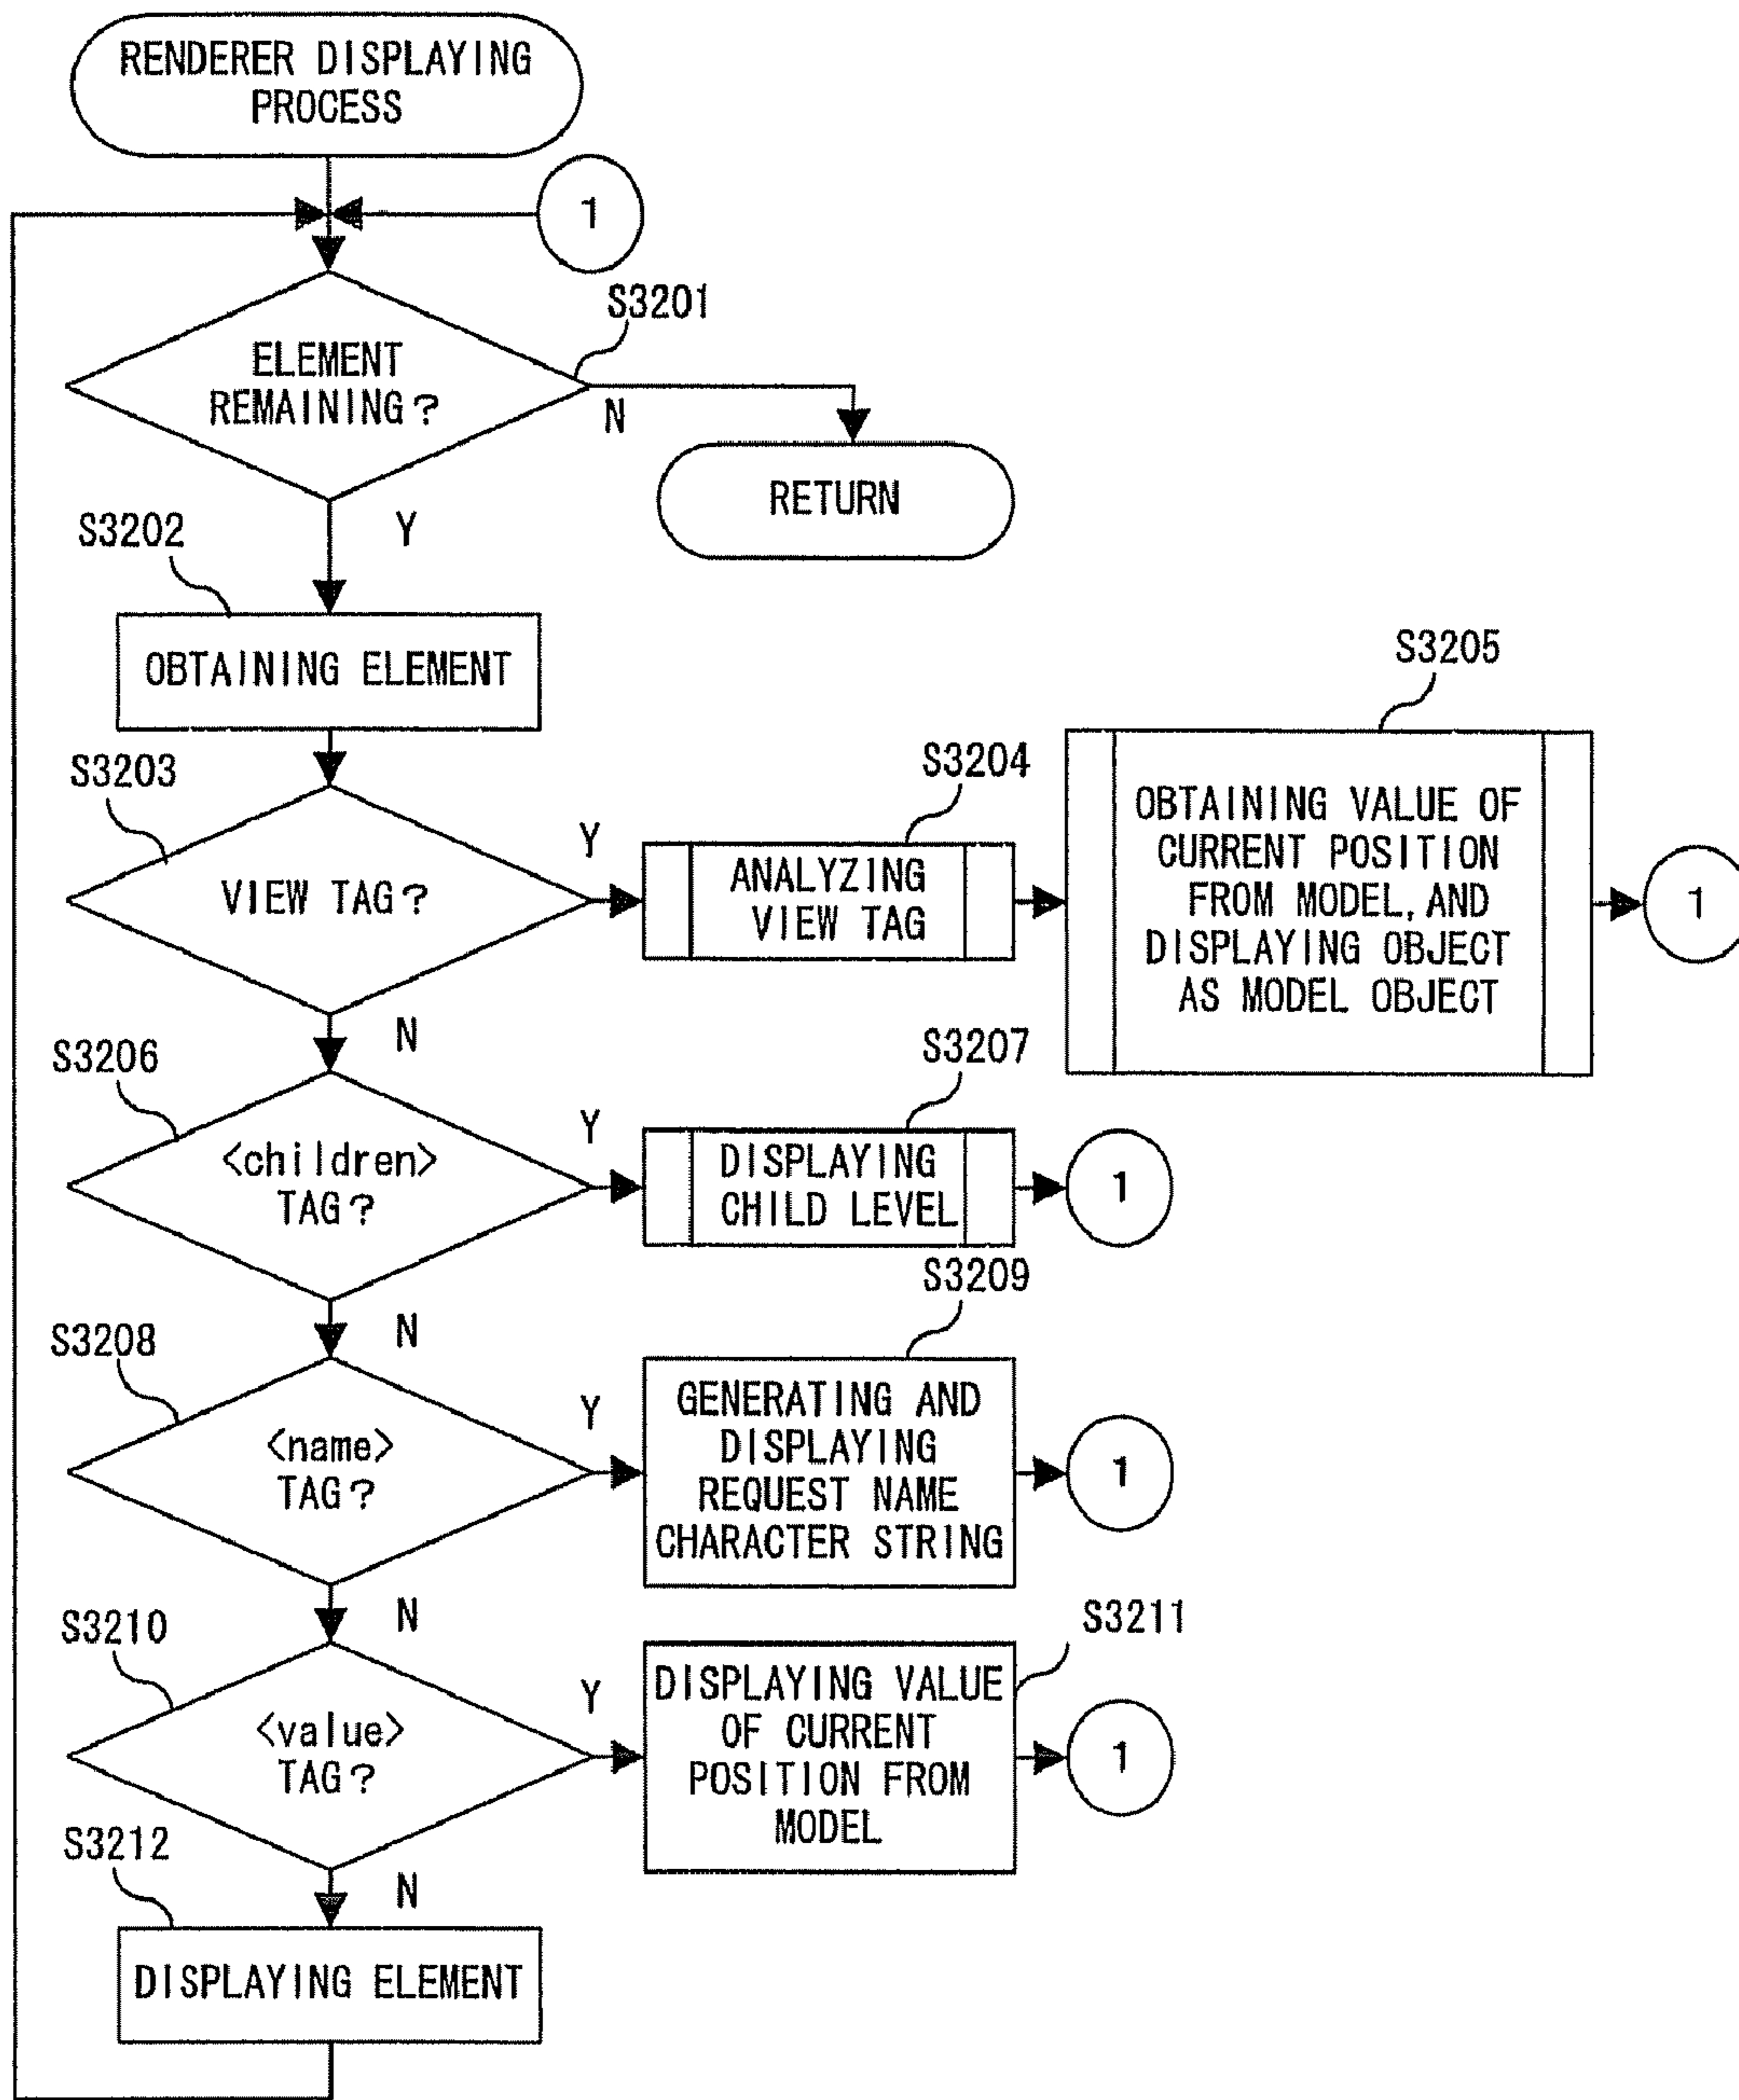 RENDERER DISPLAYING
PROCESS
1
S3201
ELEMENT
REMAINING?
N
RETURN
Y
S3202
OBTAINING ELEMENT
S3203
VIEW TAG?
Y
S3204
ANALYZING
VIEW TAG
S3205
OBTAINING VALUE OF
CURRENT POSITION
FROM MODEL, AND
DISPLAYING OBJECT
AS MODEL OBJECT
1
N
S3206
<children>
TAG?
Y
S3207
DISPLAYING
CHILD LEVEL
1
N
S3208
<name>
TAG?
Y
S3209
GENERATING AND
DISPLAYING
REQUEST NAME
CHARACTER STRING
1
N
S3210
<value>
TAG?
Y
S3211
DISPLAYING VALUE
OF CURRENT
POSITION FROM
MODEL
1
N
S3212
DISPLAYING ELEMENT